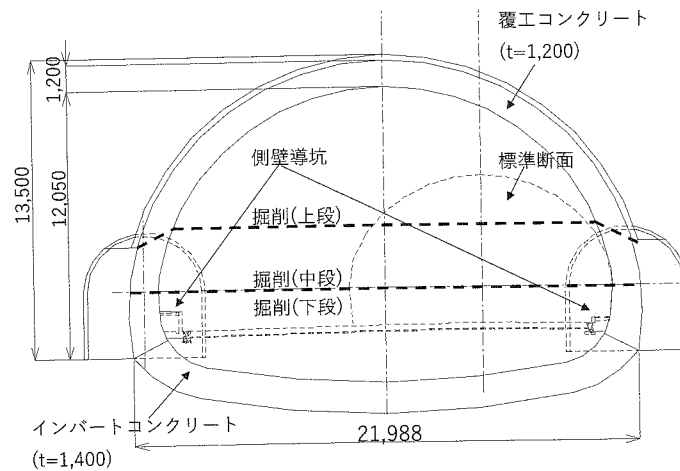 覆工コンクリート
(t=1,200)
1,200
13,500
12,050
側壁導坑
標準断面
掘削(上段)
掘削(中段)
掘削(下段)
インバートコンクリート
(t=1,400)
21,988